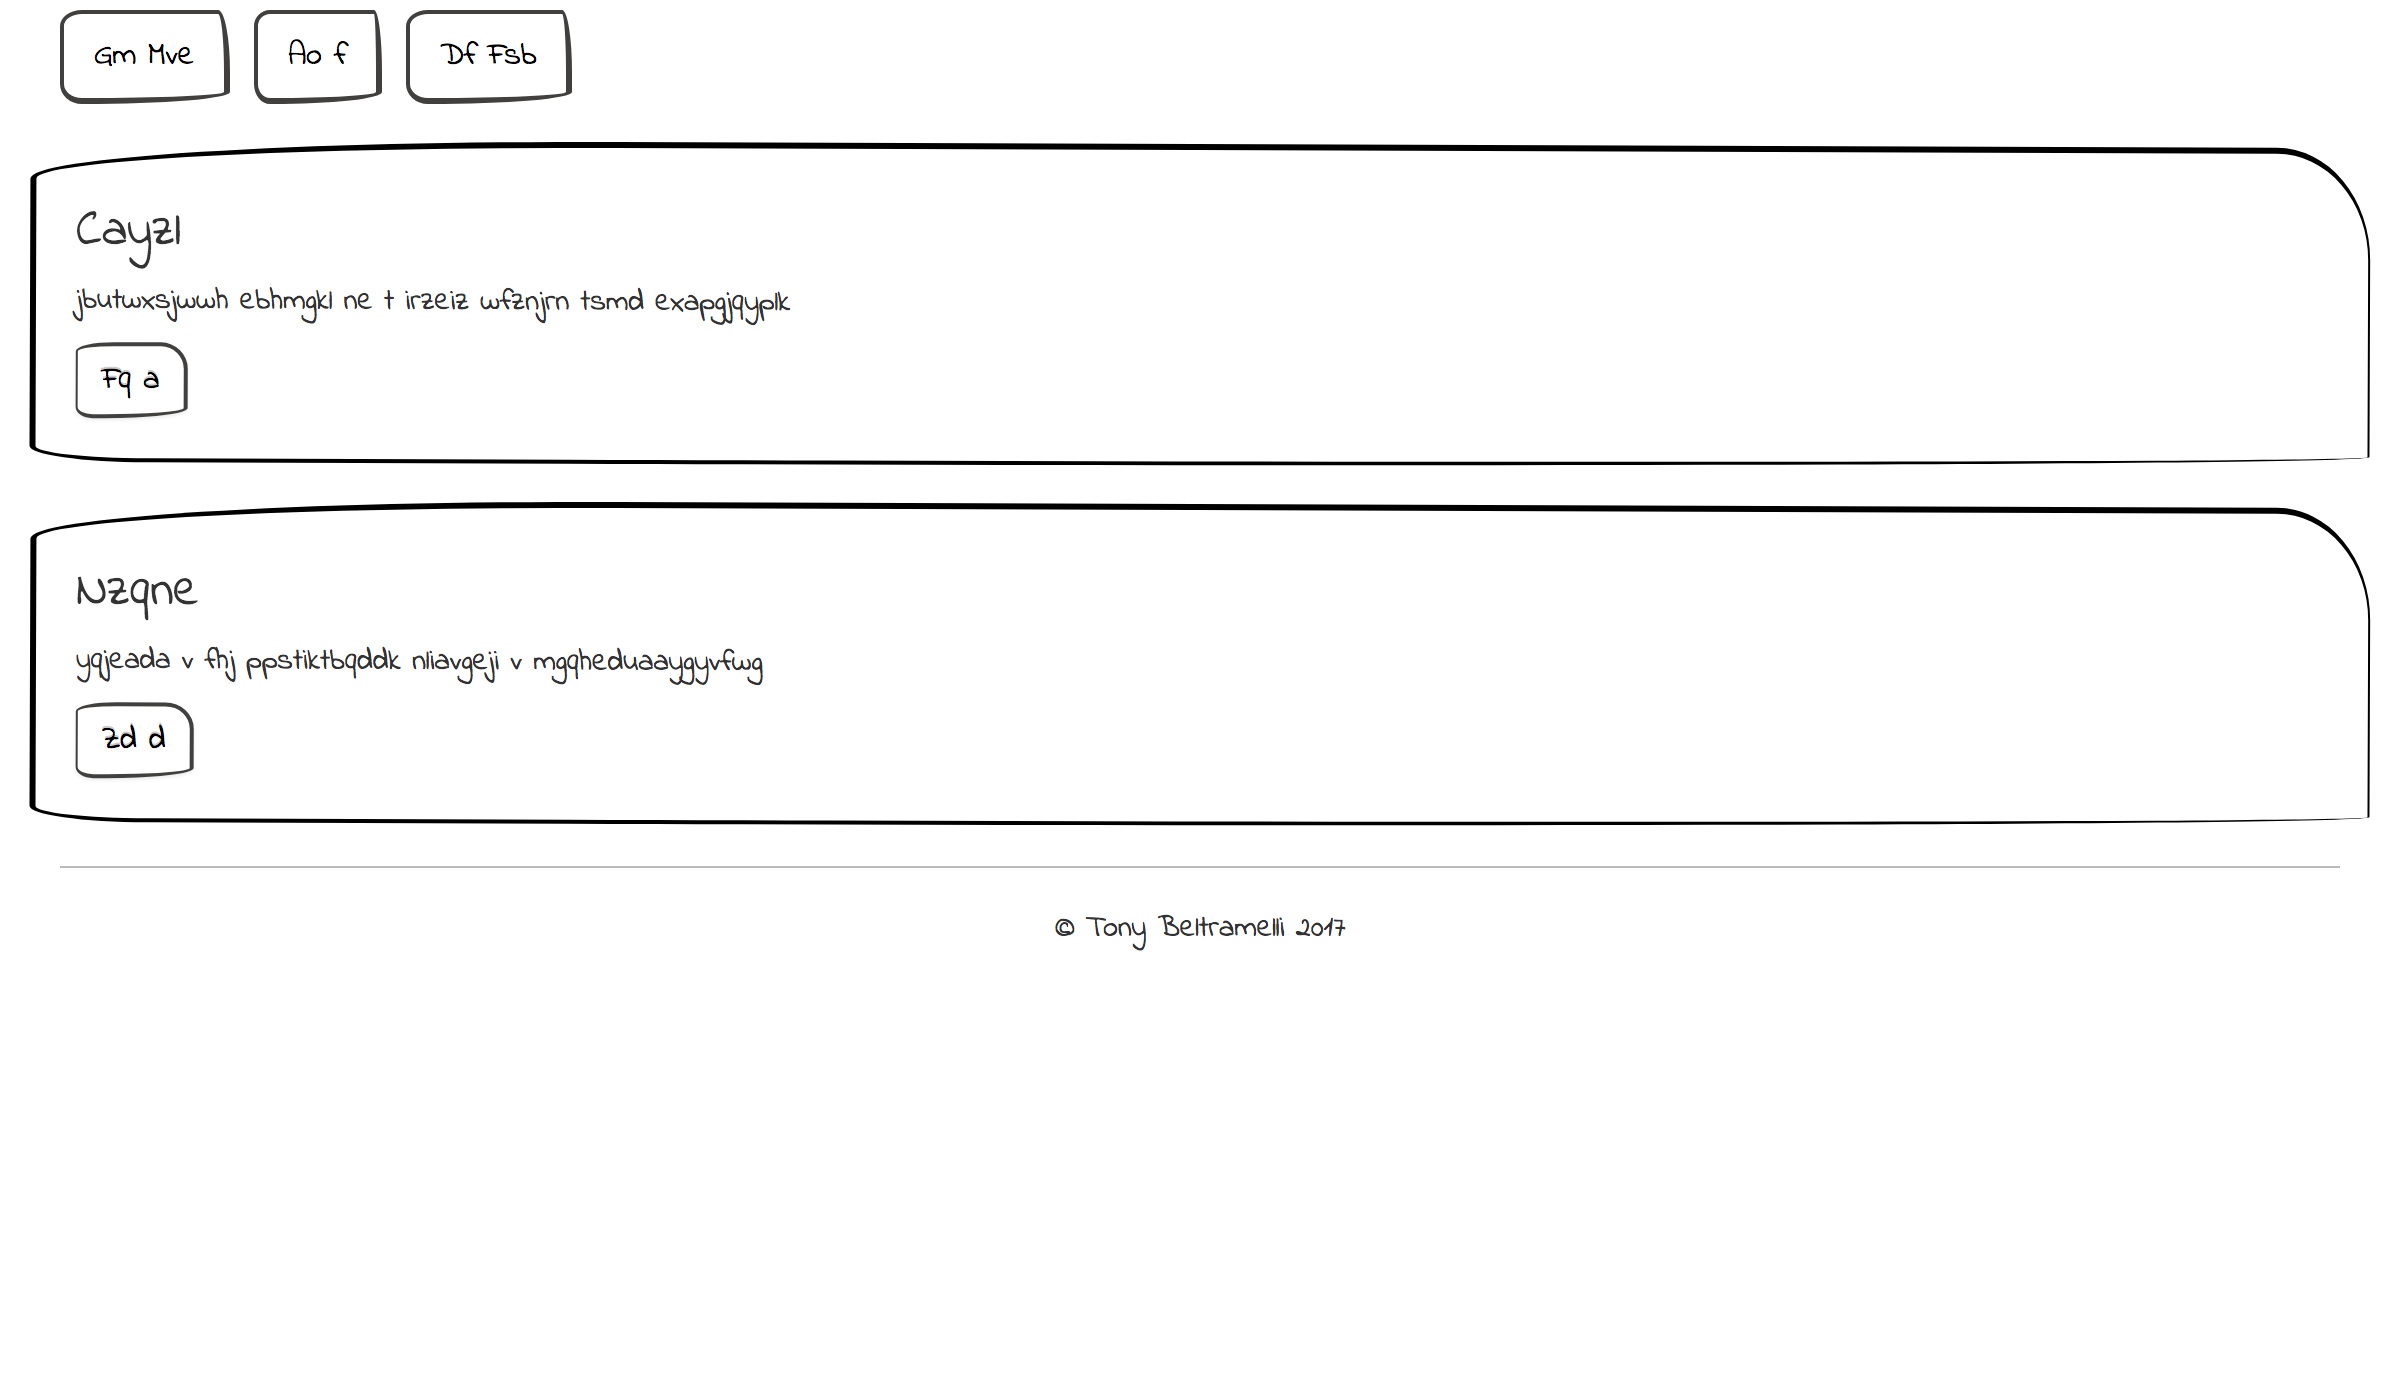 Gm Mve Ao f Df Fsb
Cayzl
jbutwxsjwwh ebhmgkl ne t irzeiz wfznjrn tsmd exapgjqyplk
Fq a
Nzqne
yqjeada v fhj ppstiktbqddk nliavgeji v mgqheduaaygyvfwg
Zd d
© Tony Beltramelli 2017